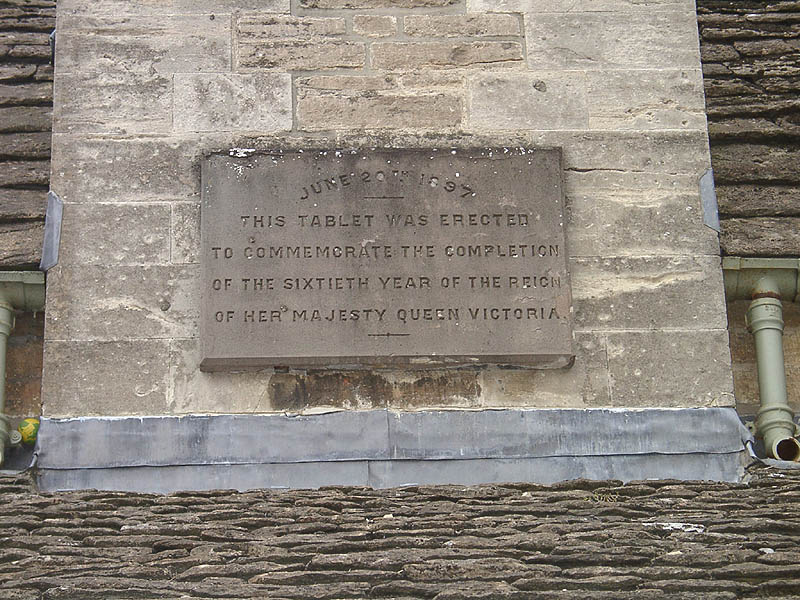 JUNE 20TH 1897
THIS TABLET WAS ERECTED
TO COMMEMORATE THE COMPLETION
OF THE SIXTIETH YEAR OF THE REIGN
OF HER MAJESTY QUEEN VICTORIA.